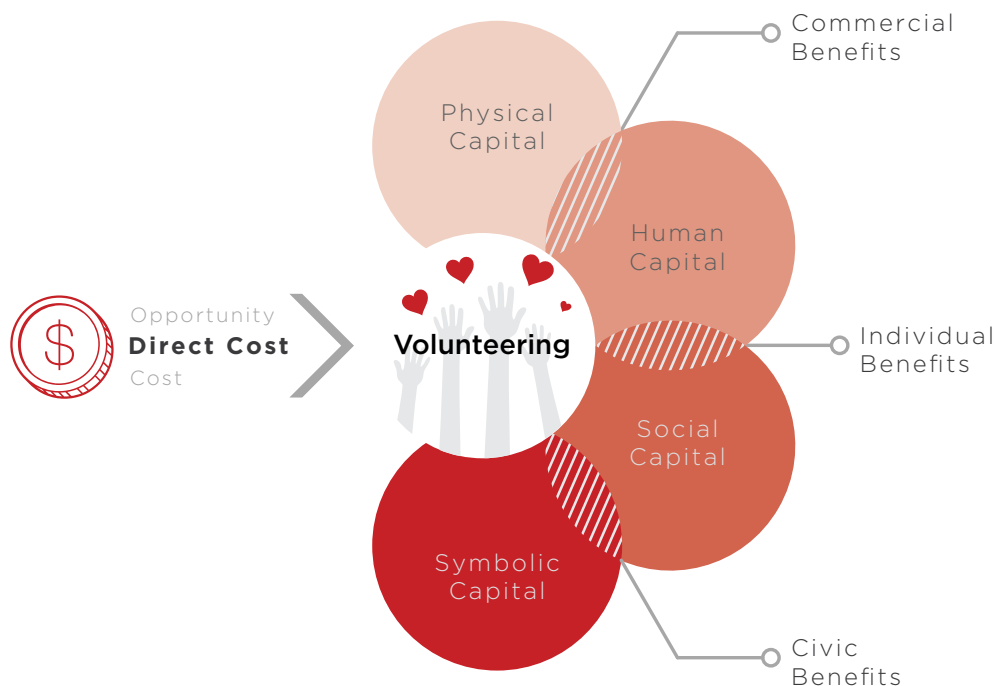 Commercial
Benefits
Physical
Capital
Human
Capital
$
Opportunity
Direct Cost
Cost
Volunteering
Individual
Benefits
Social
Capital
Symbolic
Capital
Civic
Benefits